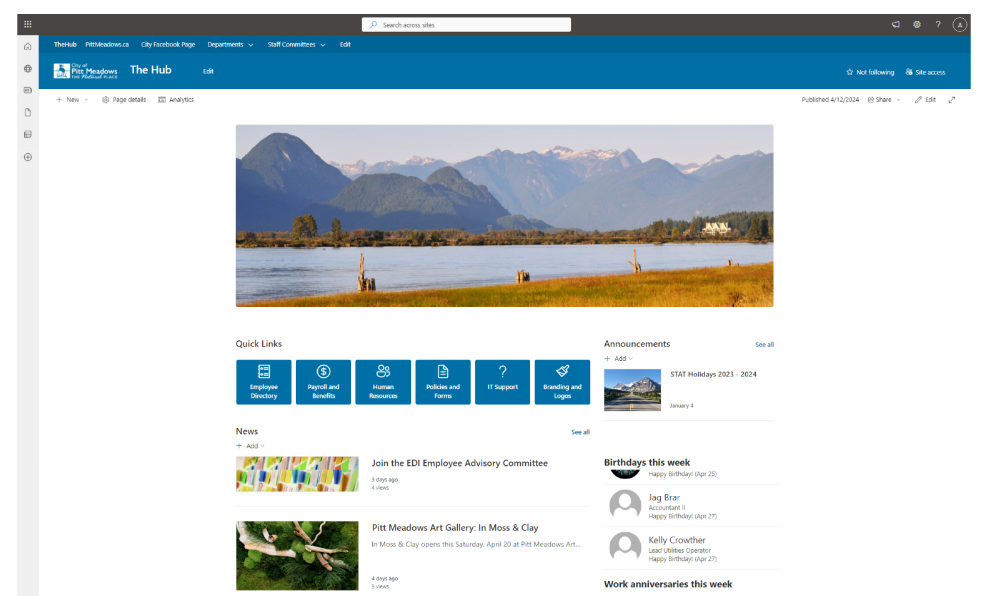 Search across sites
?
A
TheHub PittMeadows.ca City Facebook Page Departments Staff Committees Edit
City of
Pitt Meadows
THE Natural PLACE
The Hub
Edit
Not following Site access
+ New Page details Analytics
Published 4/12/2024 Share Edit
Quick Links
Employee
Directory
Payroll and
Benefits
Human
Resources
Policies and
Forms
IT Support
Branding and
Logos
Announcements See all
+ Add
STAT Holidays 2023 - 2024
January 4
News See all
+ Add
Join the EDI Employee Advisory Committee
3 days ago
4 views
Pitt Meadows Art Gallery: In Moss & Clay
In Moss & Clay opens this Saturday, April 20 at Pitt Meadows Art...
4 days ago
5 views
Birthdays this week
Happy Birthday! (Apr 25)
Jag Brar
Accountant II
Happy Birthday! (Apr 27)
Kelly Crowther
Lead Utilities Operator
Happy Birthday! (Apr 27)
Work anniversaries this week